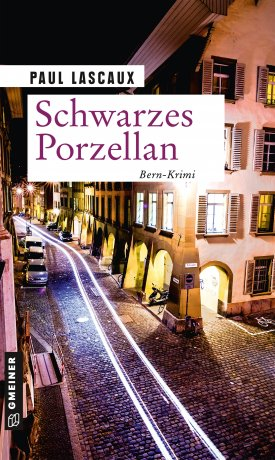 PAUL LASCAUX
Schwarzes
Porzellan
Bern-Krimi
GMEINER